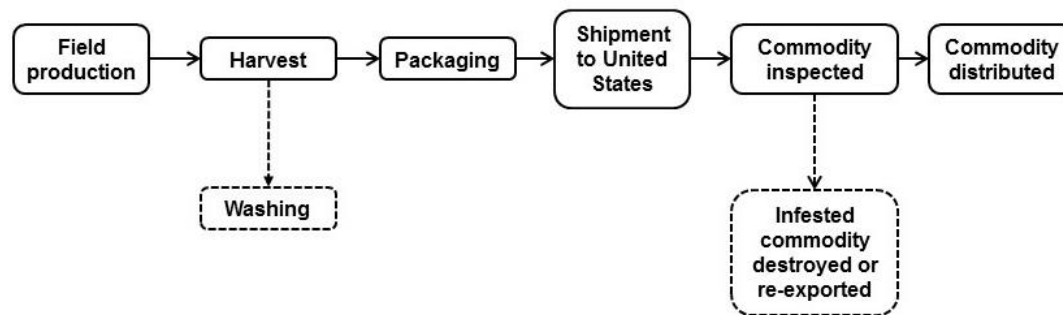 Field
production
Harvest
Packaging
Shipment
to United
States
Commodity
inspected
Commodity
distributed
Washing
Infested
commodity
destroyed or
re-exported